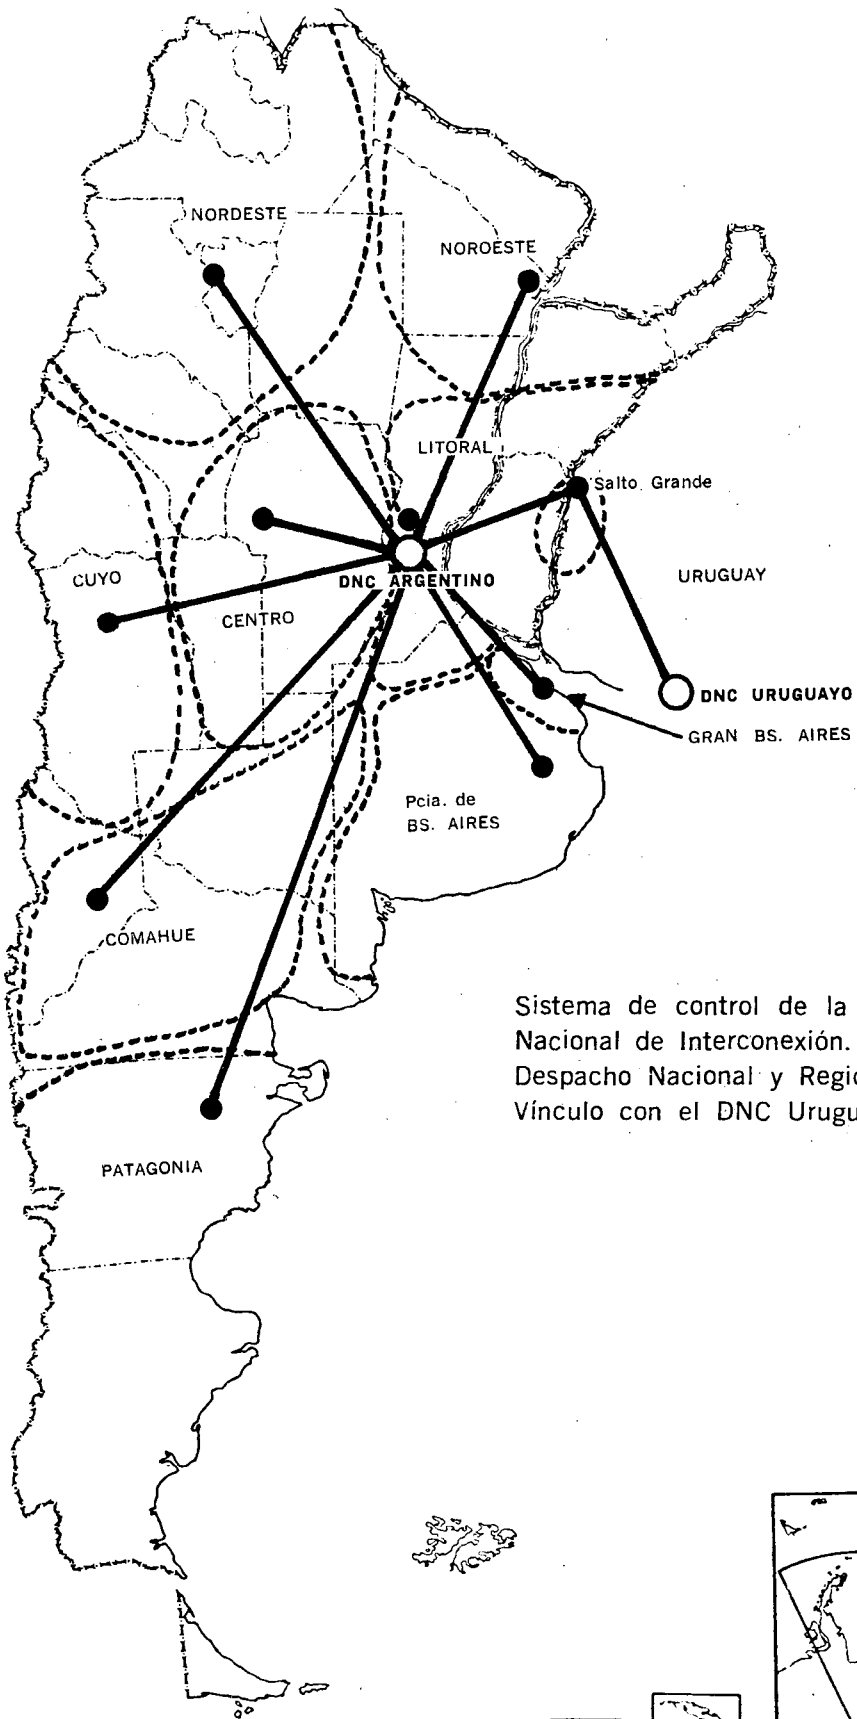 NORDESTE
NOROESTE
LITORAL
Salto Grande
CUYO
DNC ARGENTINO
URUGUAY
CENTRO
DNC URUGUAYO
GRAN BS. AIRES
Pcia. de
BS. AIRES
COMAHUE
Sistema de control de la
Nacional de Interconexión.
Despacho Nacional y Regio
Vínculo con el DNC Urugu
PATAGONIA